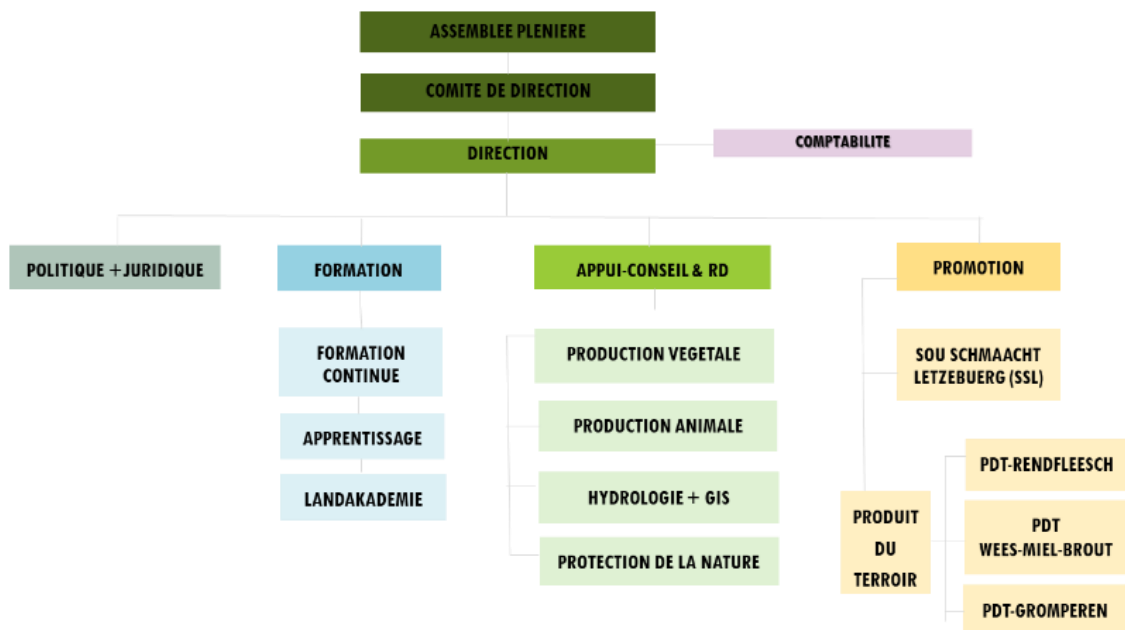 ASSEMBLEE PLENIERE
COMITE DE DIRECTION
DIRECTION
COMPTABILITE
POLITIQUE +JURIDIQUE
FORMATION
APPUI-CONSEIL & RD
PROMOTION
FORMATION
CONTINUE
APPRENTISSAGE
LANDAKADEMIE
PRODUCTION VEGETALE
PRODUCTION ANIMALE
HYDROLOGIE + GIS
PROTECTION DE LA NATURE
SOU SCHMAACHT
LETZEBUERG (SSL)
PRODUIT
DU
TERROIR
PDT-RENDFLEESCH
PDT
WEES-MIEL-BROUT
PDT-GROMPEREN